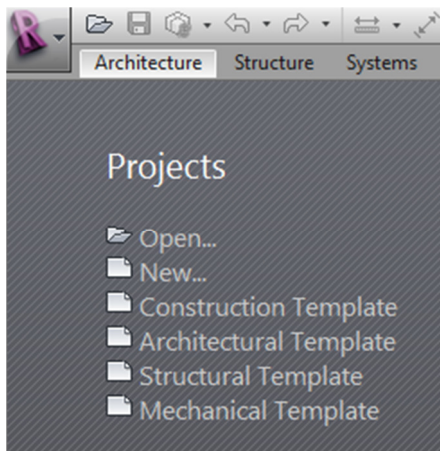 Architecture Structure Systems
Projects
Open...
New...
Construction Template
Architectural Template
Structural Template
Mechanical Template